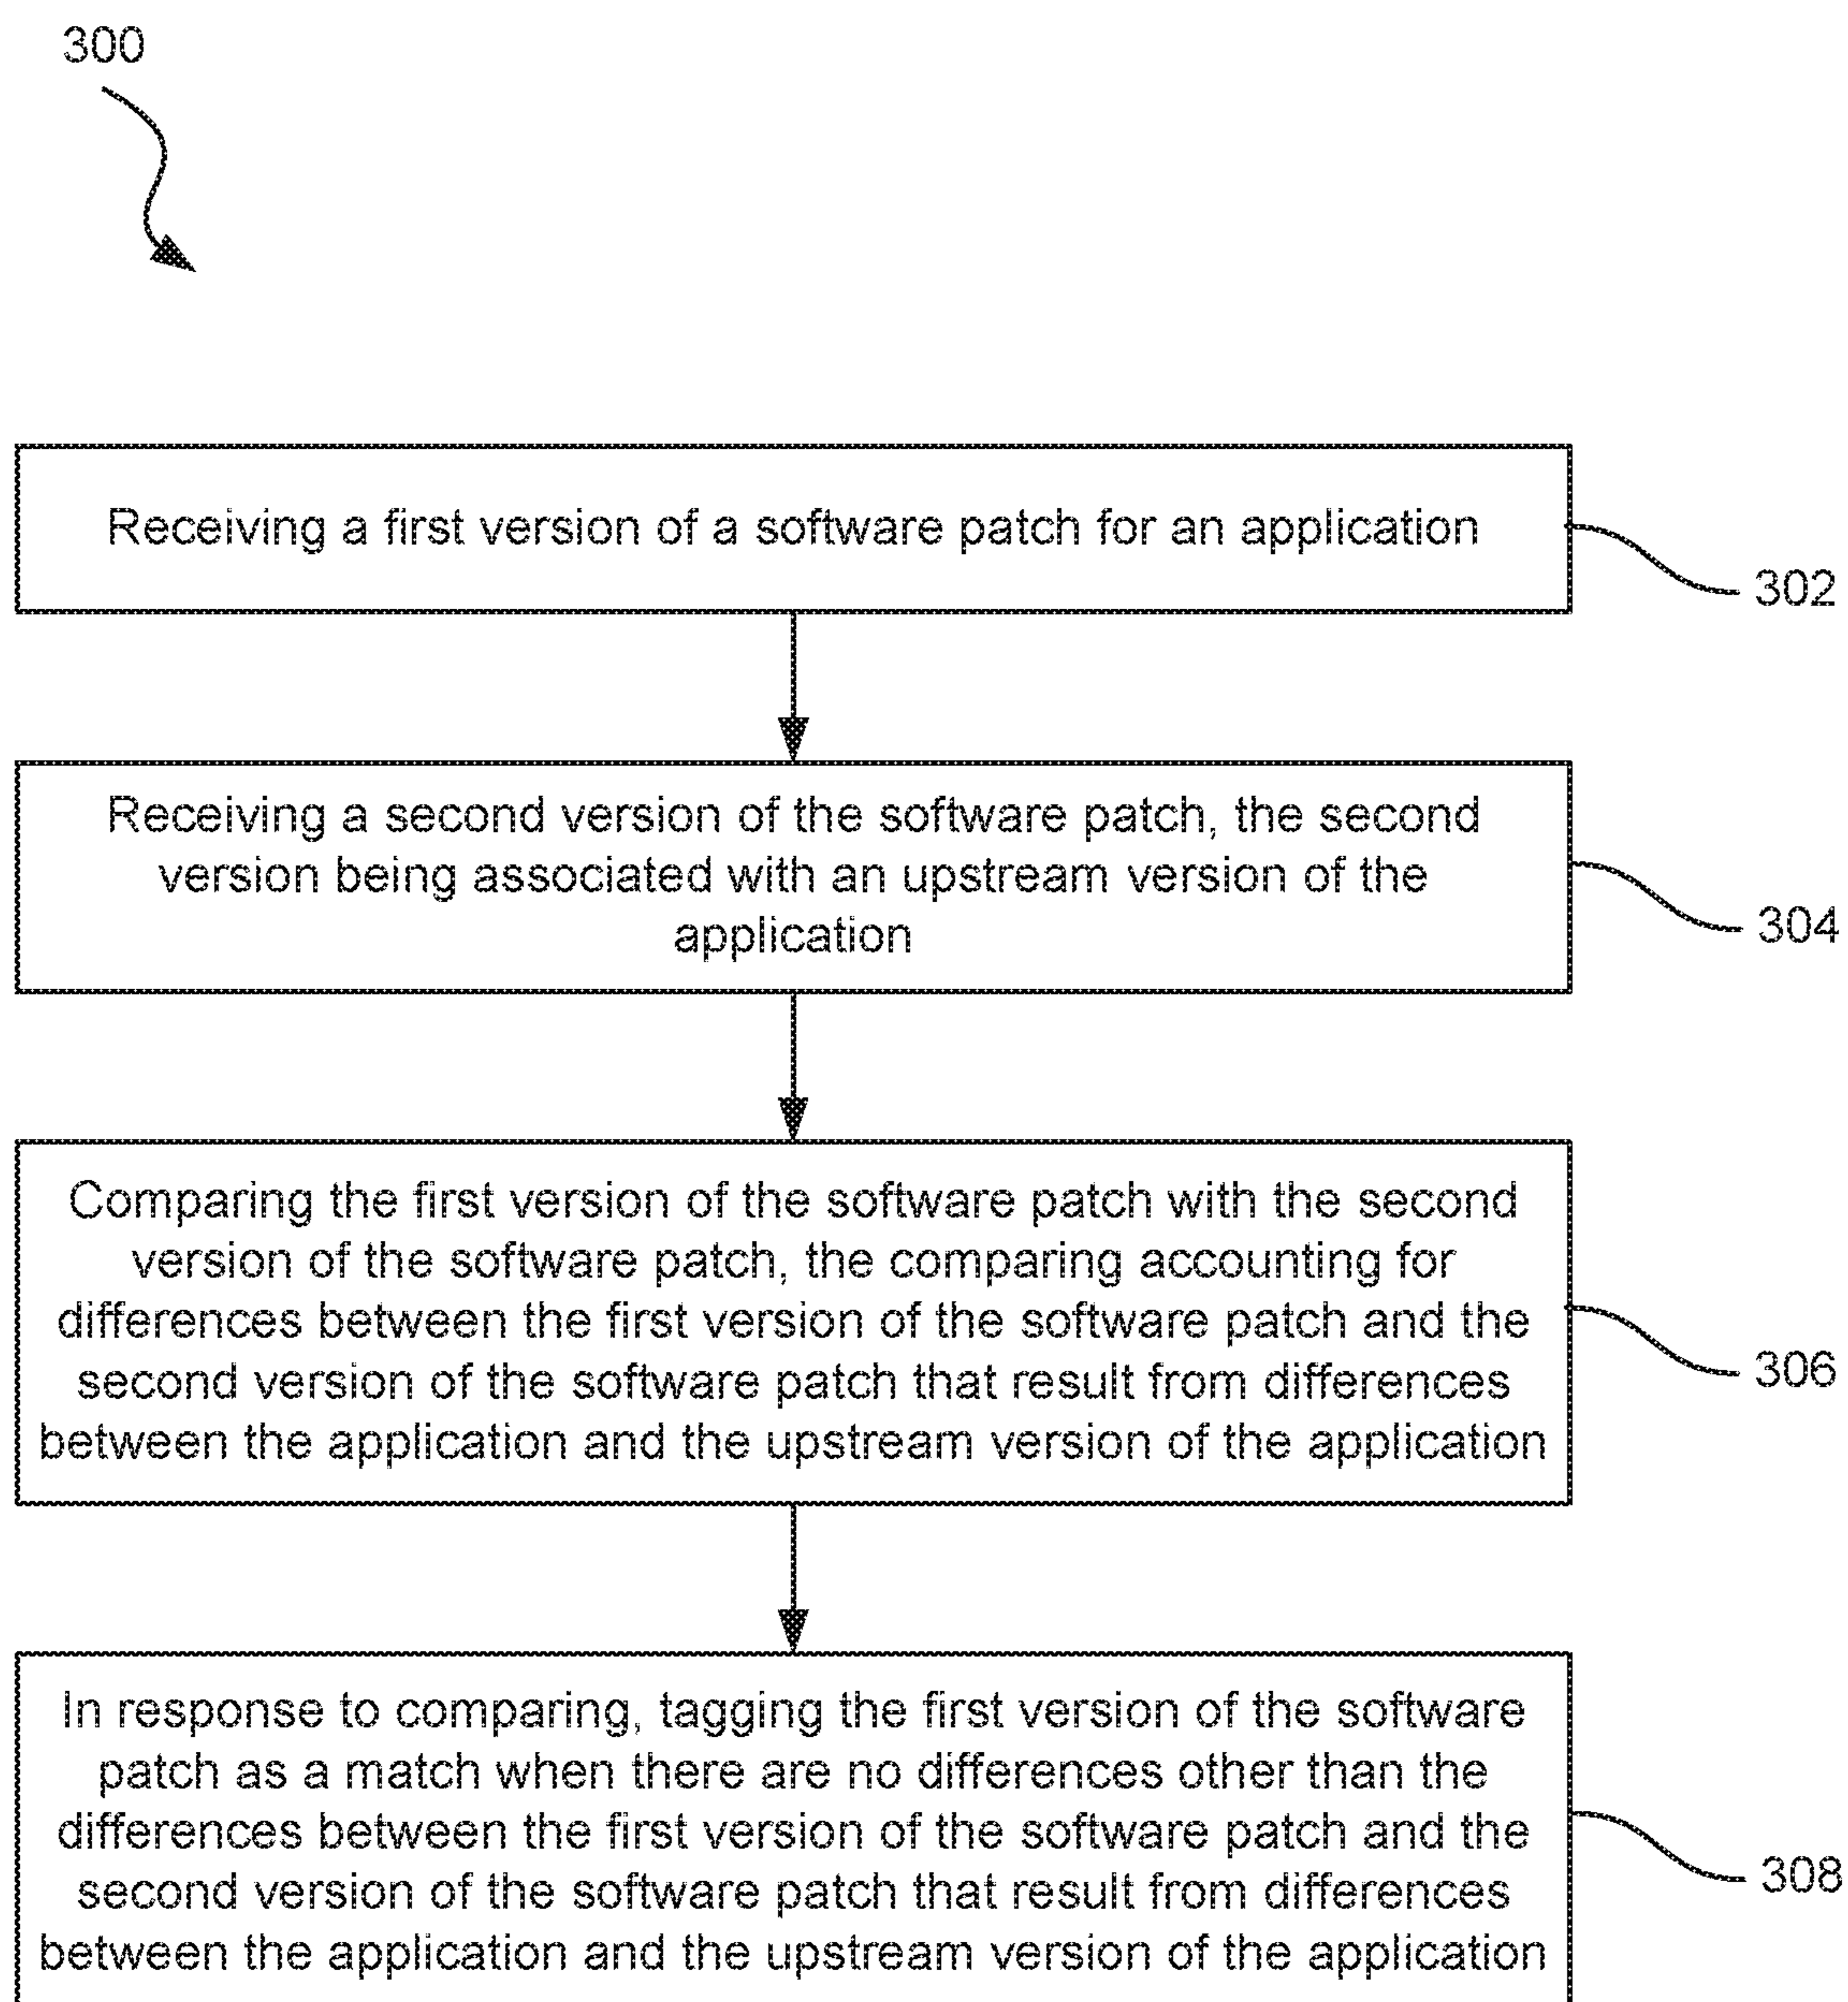 300
Receiving a first version of a software patch for an application
302
Receiving a second version of the software patch, the second
version being associated with an upstream version of the
application
304
Comparing the first version of the software patch with the second
version of the software patch, the comparing accounting for
differences between the first version of the software patch and the
second version of the software patch that result from differences
between the application and the upstream version of the application
306
In response to comparing, tagging the first version of the software
patch as a match when there are no differences other than the
differences between the first version of the software patch and the
second version of the software patch that result from differences
between the application and the upstream version of the application
308